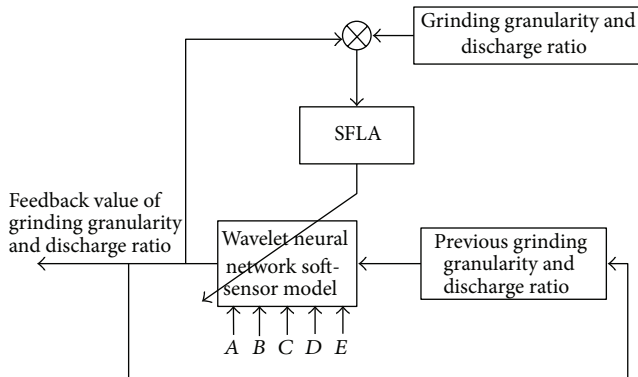 Grinding granularity and
discharge ratio
SFLA
Feedback value of
grinding granularity
and discharge ratio
Wavelet neural
network soft-
sensor model
Previous grinding
granularity and
discharge ratio
A B C D E